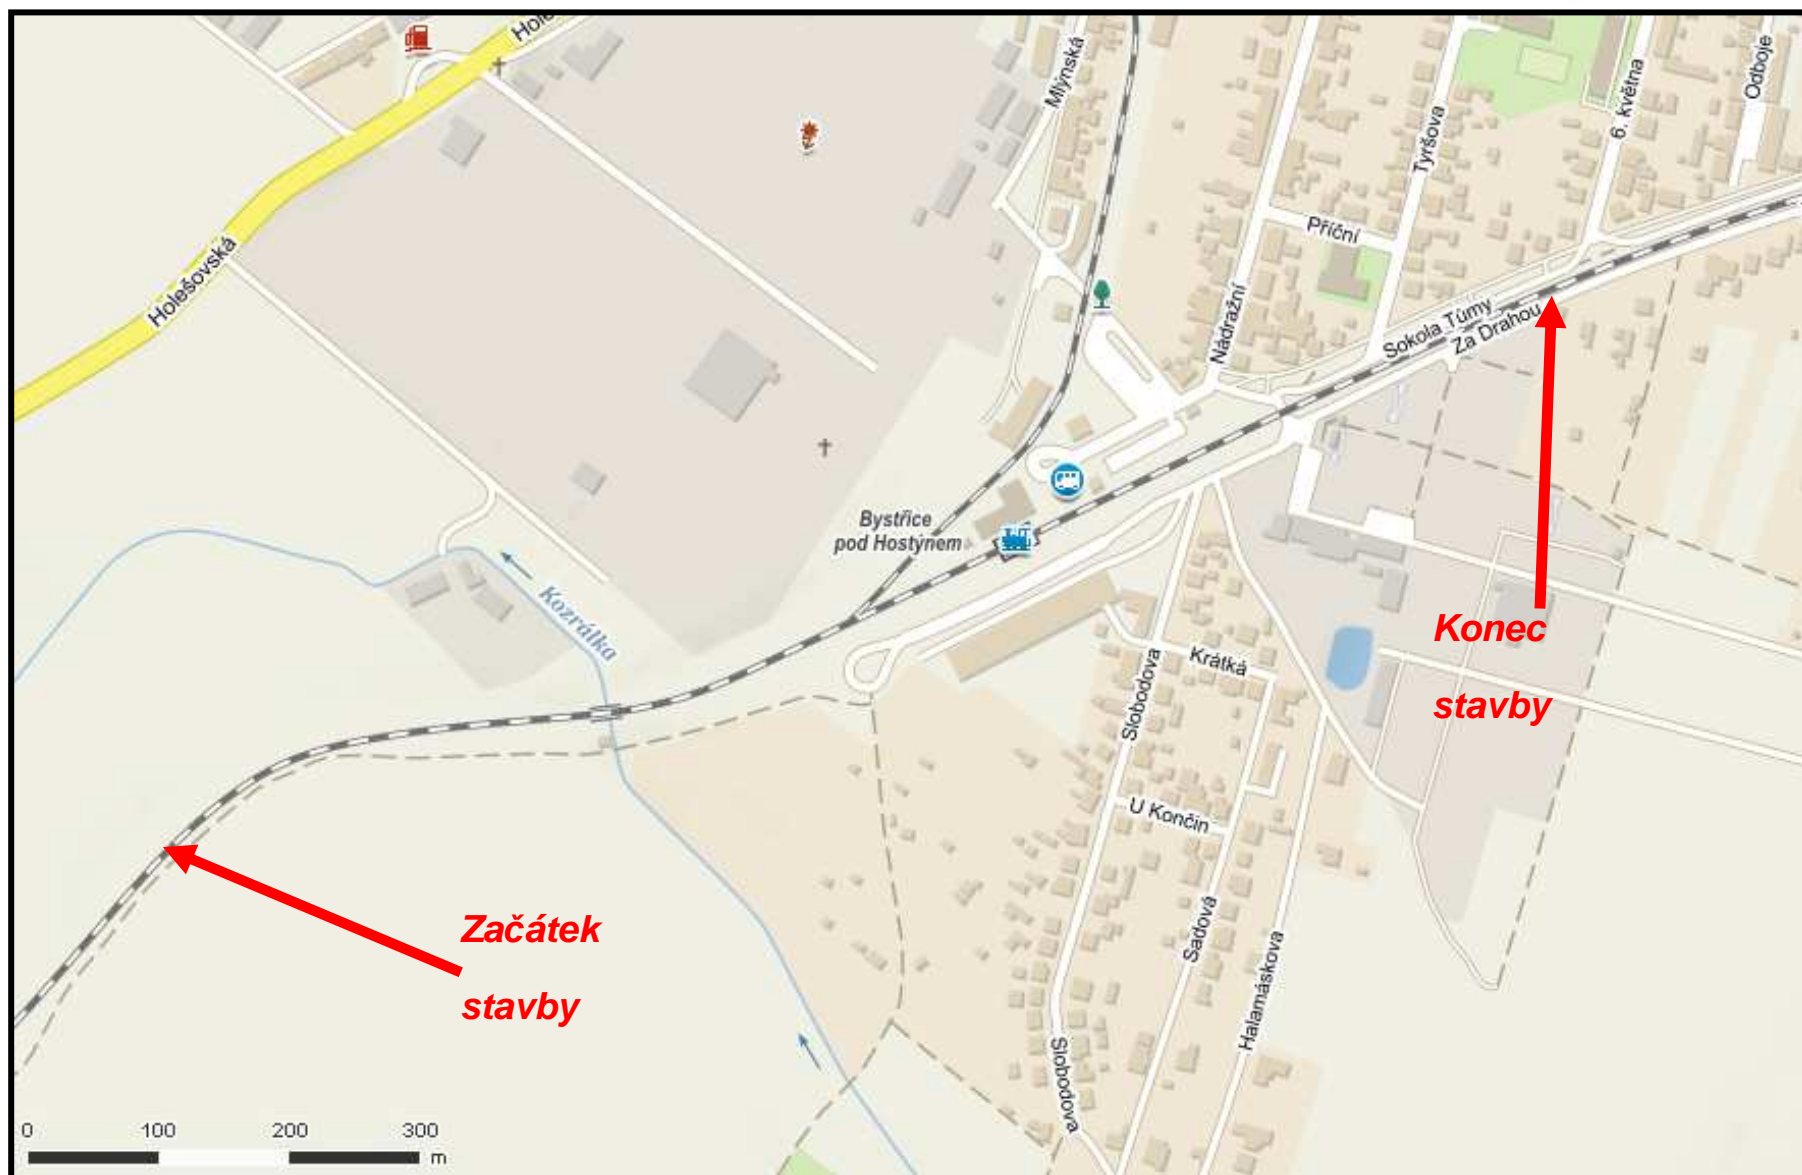 Hole
Mlýnská
Odboje
6. května
Tyršova
Příční
Holešovská
Nádražní
Sokola Tůmy
Za Drahou
Bystřice
pod Hostýnem
Kozrálka
Slobodova
Krátká
Konec
stavby
U Končin
Začátek
stavby
Sadová
Halamáskova
Slobodova
0 100 200 300
m